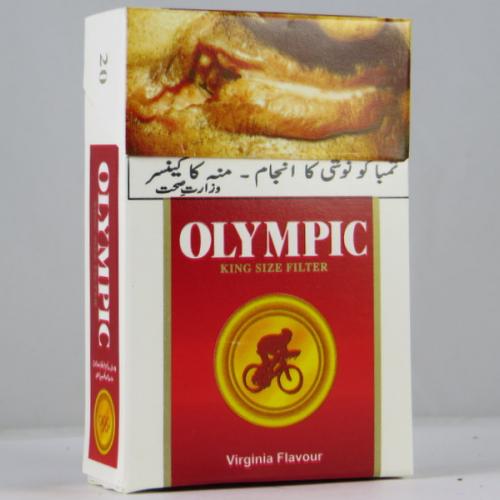 تمباکو نوشی کا انجام - منہ کا کینسر
وزارت صحت
OLYMPIC
KING SIZE FILTER
Virginia Flavour
20
OLYMPIC